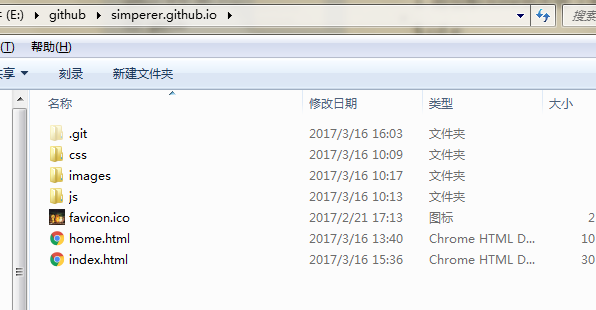 (E:) github simperer.github.io 搜索
(T) 帮助(H)
共享 刻录 新建文件夹
名称 修改日期 类型 大小
.git 2017/3/16 16:03 文件夹
css 2017/3/16 10:09 文件夹
images 2017/3/16 10:17 文件夹
js 2017/3/16 10:13 文件夹
favicon.ico 2017/2/21 17:13 图标 2
home.html 2017/3/16 13:40 Chrome HTML D... 10
index.html 2017/3/16 15:36 Chrome HTML D... 30